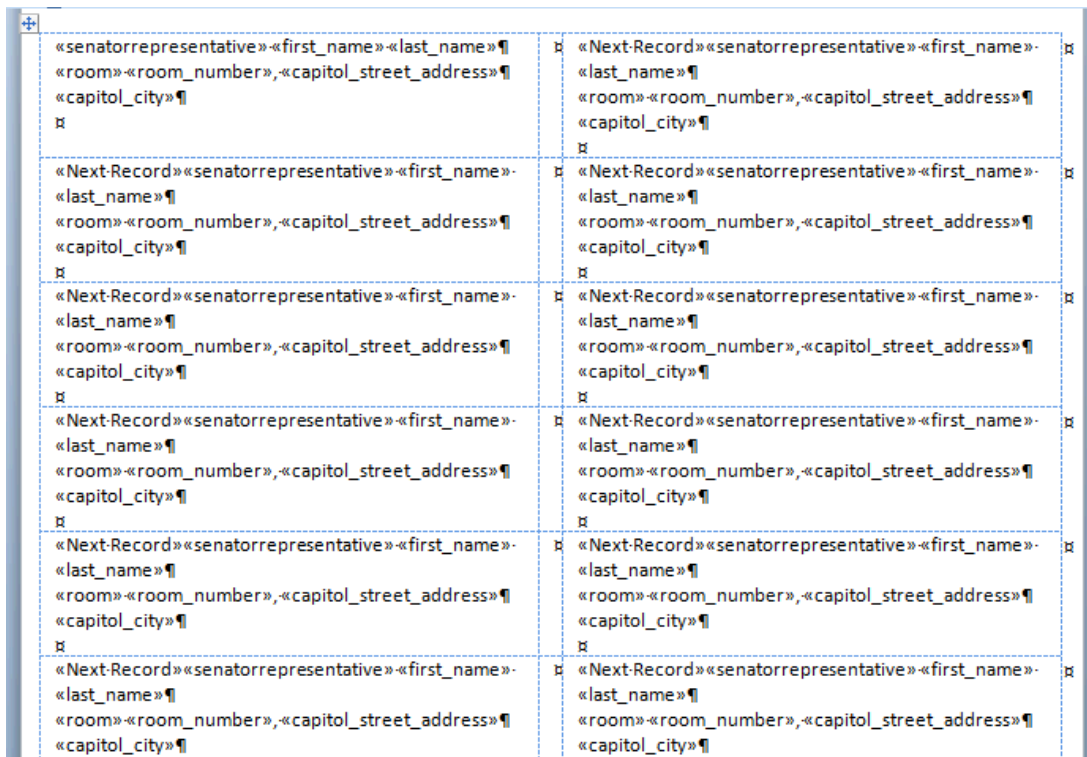 «senatorrepresentative»·«first_name»·«last_name»¶
«room»·«room_number»,·«capitol_street_address»¶
«capitol_city»¶
¤
¤
«Next·Record»«senatorrepresentative»·«first_name»·
«last_name»¶
«room»·«room_number»,·«capitol_street_address»¶
«capitol_city»¶
¤
¤
«Next·Record»«senatorrepresentative»·«first_name»·
«last_name»¶
«room»·«room_number»,·«capitol_street_address»¶
«capitol_city»¶
¤
¤
«Next·Record»«senatorrepresentative»·«first_name»·
«last_name»¶
«room»·«room_number»,·«capitol_street_address»¶
«capitol_city»¶
¤
¤
«Next·Record»«senatorrepresentative»·«first_name»·
«last_name»¶
«room»·«room_number»,·«capitol_street_address»¶
«capitol_city»¶
¤
¤
«Next·Record»«senatorrepresentative»·«first_name»·
«last_name»¶
«room»·«room_number»,·«capitol_street_address»¶
«capitol_city»¶
¤
¤
«Next·Record»«senatorrepresentative»·«first_name»·
«last_name»¶
«room»·«room_number»,·«capitol_street_address»¶
«capitol_city»¶
¤
¤
«Next·Record»«senatorrepresentative»·«first_name»·
«last_name»¶
«room»·«room_number»,·«capitol_street_address»¶
«capitol_city»¶
¤
¤
«Next·Record»«senatorrepresentative»·«first_name»·
«last_name»¶
«room»·«room_number»,·«capitol_street_address»¶
«capitol_city»¶
¤
¤
«Next·Record»«senatorrepresentative»·«first_name»·
«last_name»¶
«room»·«room_number»,·«capitol_street_address»¶
«capitol_city»¶
¤
¤
«Next·Record»«senatorrepresentative»·«first_name»·
«last_name»¶
«room»·«room_number»,·«capitol_street_address»¶
«capitol_city»¶
¤
«Next·Record»«senatorrepresentative»·«first_name»·
«last_name»¶
«room»·«room_number»,·«capitol_street_address»¶
«capitol_city»¶
¤